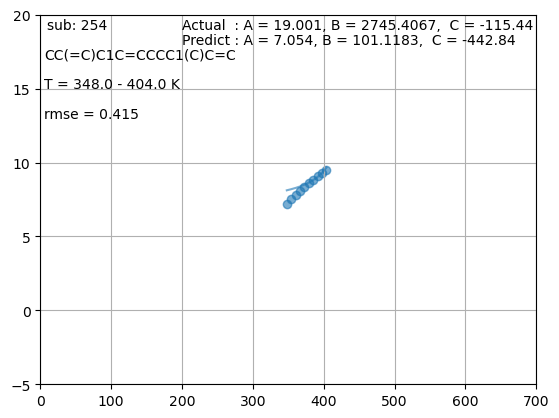 sub: 254
Actual : A = 19.001, B = 2745.4067, C = -115.44
Predict : A = 7.054, B = 101.1183, C = -442.84
CC(=C)C1C=CCCC1(C)C=C
T = 348.0 - 404.0 K
rmse = 0.415
20
15
10
5
0
−5
0 100 200 300 400 500 600 700